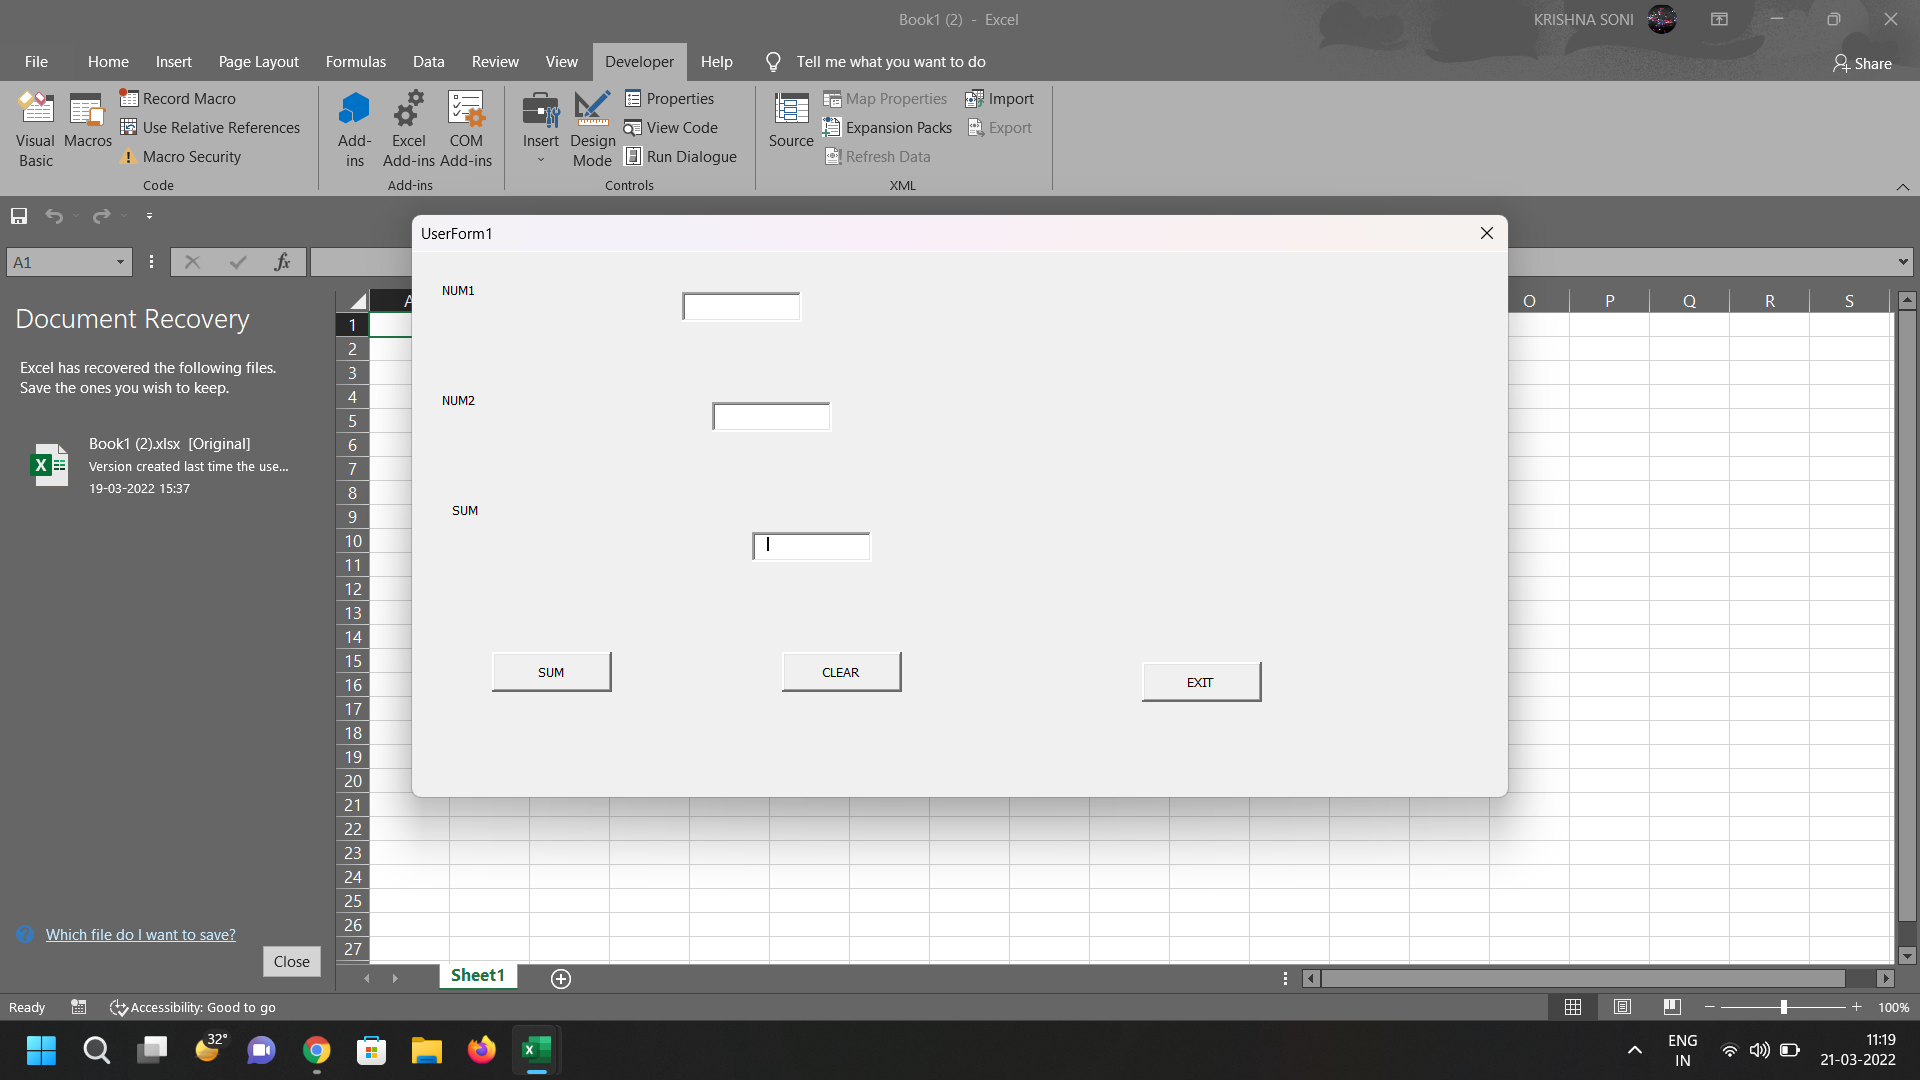 Book1 (2)  -  Excel
KRISHNA SONI
File Home Insert Page Layout Formulas Data Review View Developer Help Tell me what you want to do
Share
Visual Basic
Macros
Record Macro
Use Relative References
Macro Security
Code
Add-ins
Excel Add-ins
COM Add-ins
Add-ins
Insert
Design Mode
Properties
View Code
Run Dialogue
Controls
Source
Map Properties
Expansion Packs
Refresh Data
Import
Export
XML
A1
fx
UserForm1
NUM1
NUM2
SUM
SUM
CLEAR
EXIT
Document Recovery
Excel has recovered the following files.
Save the ones you wish to keep.
Book1 (2).xlsx  [Original]
Version created last time the use...
19-03-2022 15:37
Which file do I want to save?
Close
A O P Q R S
1
2
3
4
5
6
7
8
9
10
11
12
13
14
15
16
17
18
19
20
21
22
23
24
25
26
27
Sheet1
Ready
Accessibility: Good to go
100%
32°
ENG
IN
11:19
21-03-2022